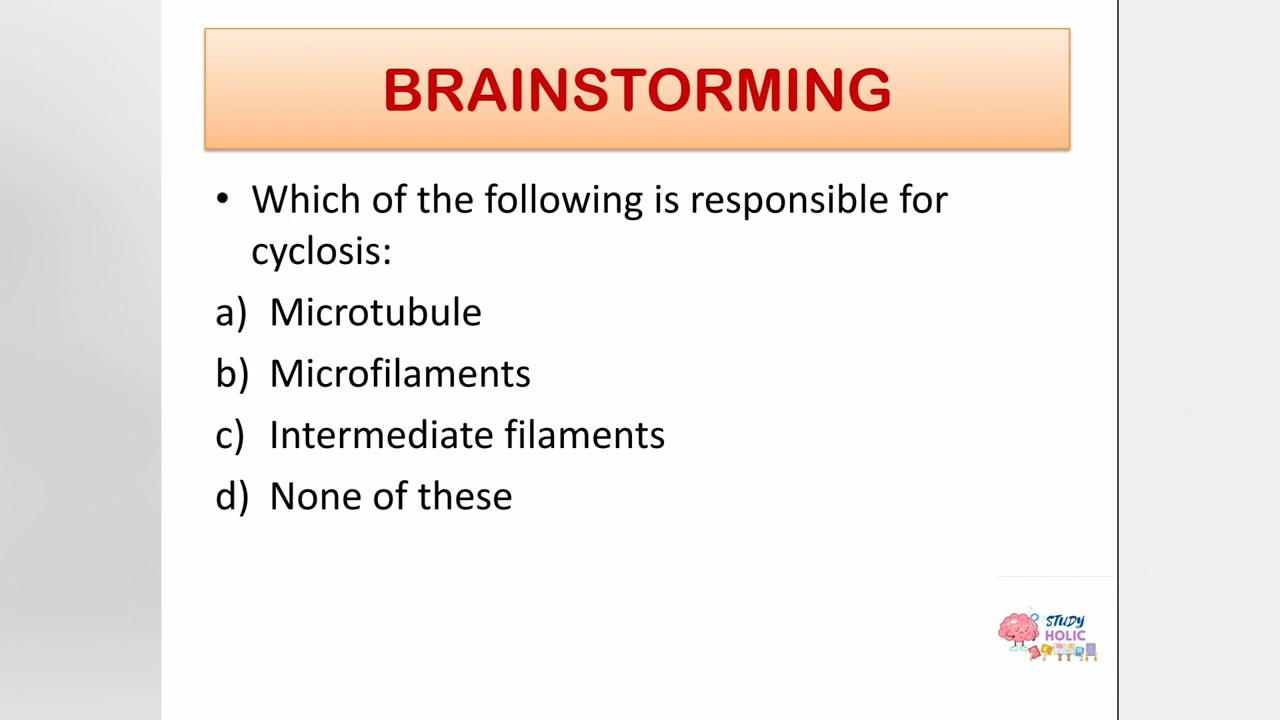 BRAINSTORMING
• Which of the following is responsible for
cyclosis:
a) Microtubule
b) Microfilaments
c) Intermediate filaments
d) None of these
STUDY
HOLIC